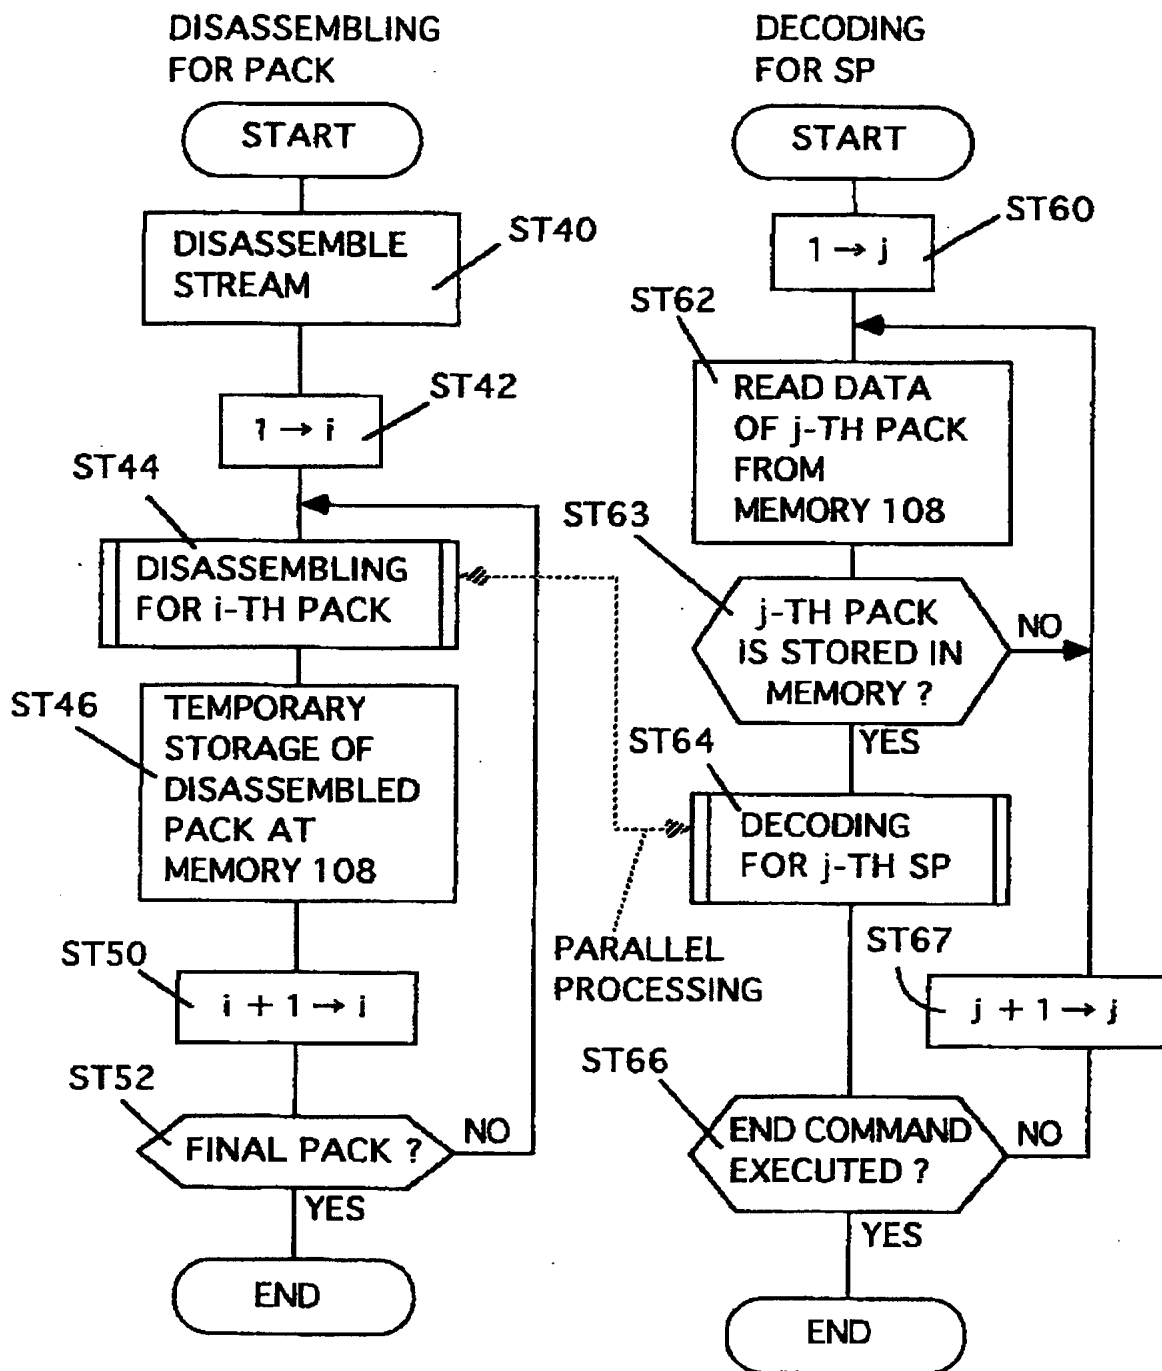 DISASSEMBLING
FOR PACK
START
ST40
DISASSEMBLE
STREAM
ST42
1 → i
ST44
DISASSEMBLING
FOR i-TH PACK
ST46
TEMPORARY
STORAGE OF
DISASSEMBLED
PACK AT
MEMORY 108
ST50
i + 1 → i
ST52
FINAL PACK ?
NO
YES
END
PARALLEL
PROCESSING
DECODING
FOR SP
START
ST60
1 → j
ST62
READ DATA
OF j-TH PACK
FROM
MEMORY 108
ST63
j-TH PACK
IS STORED IN
MEMORY ?
NO
YES
ST64
DECODING
FOR j-TH SP
ST67
j + 1 → j
ST66
END COMMAND
EXECUTED ?
NO
YES
END